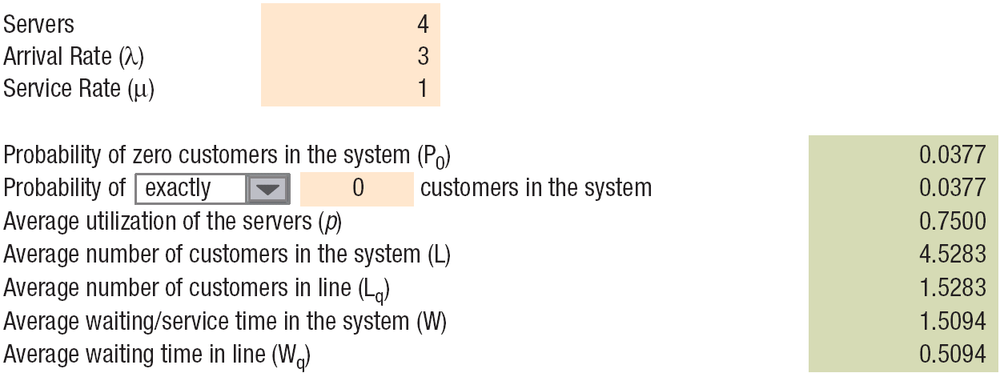 Servers 4
Arrival Rate (λ) 3
Service Rate (μ) 1
Probability of zero customers in the system (P0) 0.0377
Probability of exactly 0 customers in the system 0.0377
Average utilization of the servers (p) 0.7500
Average number of customers in the system (L) 4.5283
Average number of customers in line (Lq) 1.5283
Average waiting/service time in the system (W) 1.5094
Average waiting time in line (Wq) 0.5094